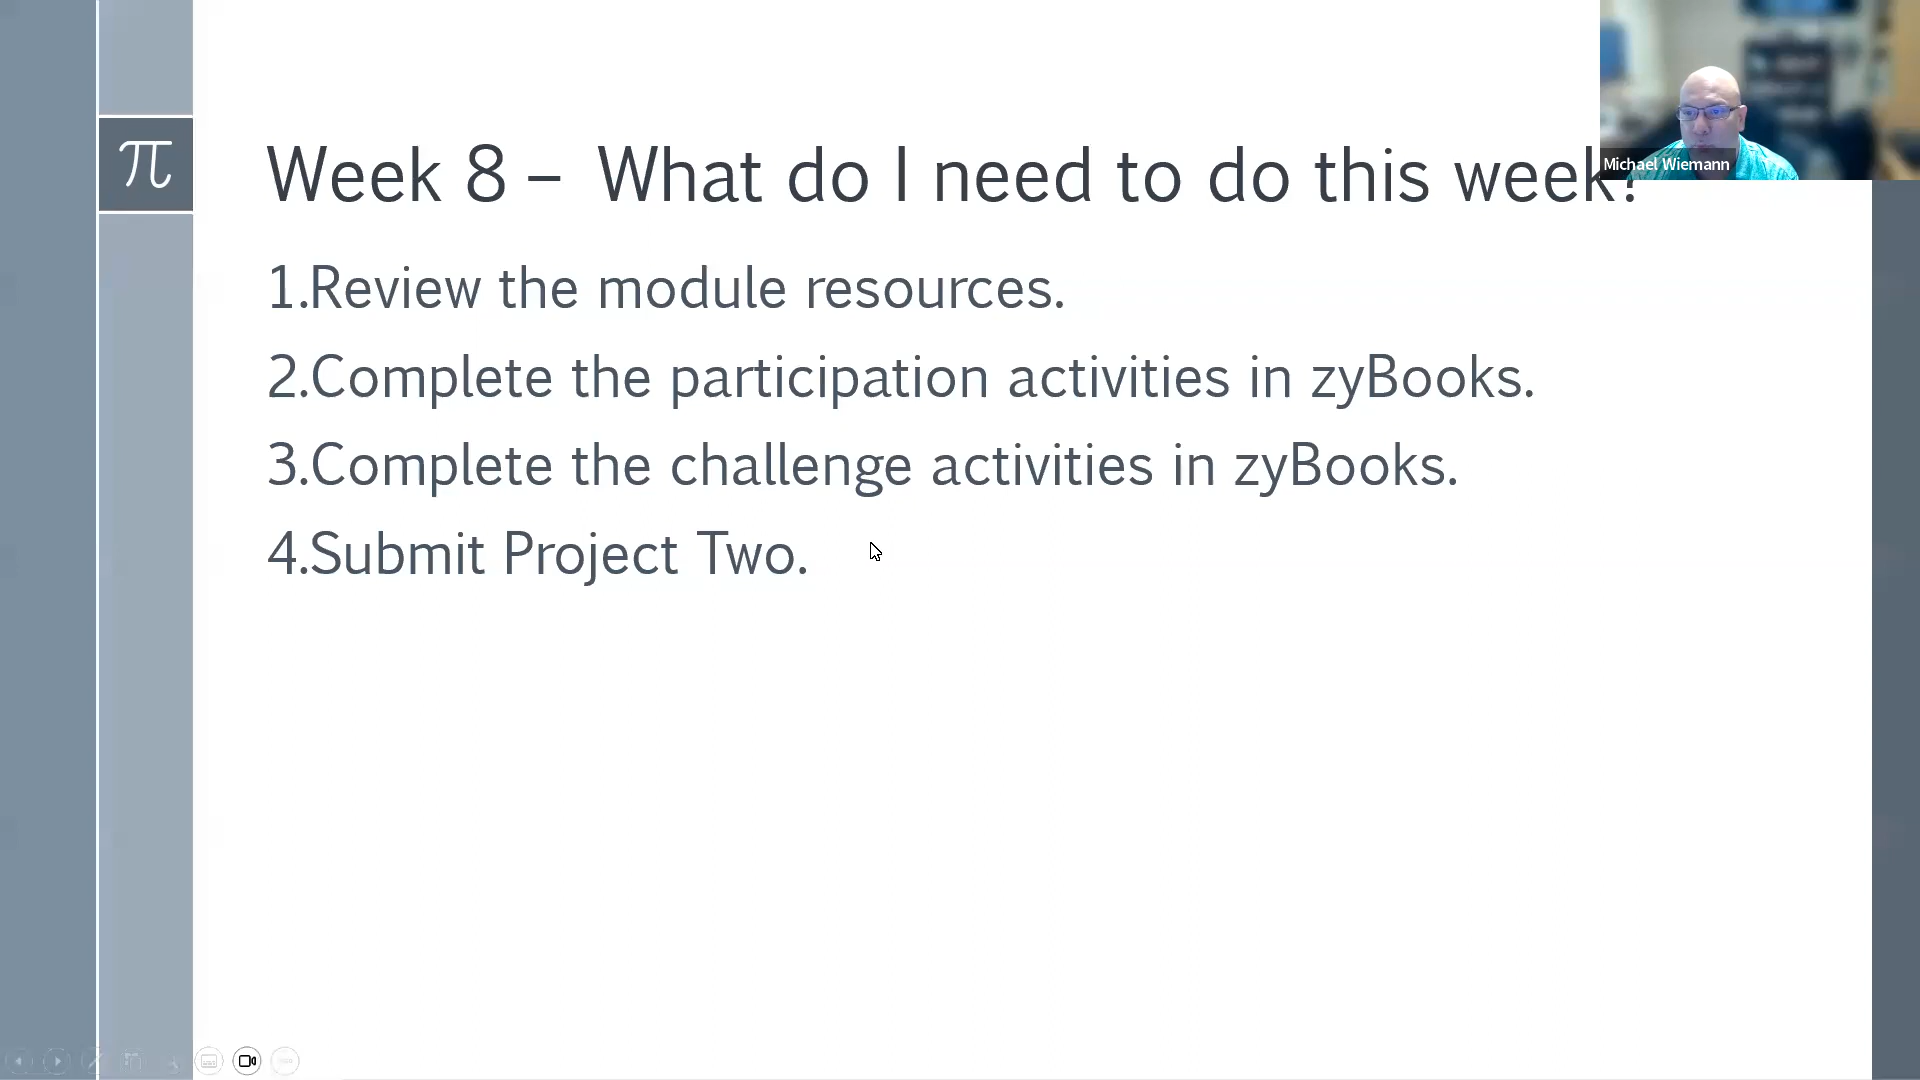 π
Week 8 – What do I need to do this week?
Michael Wiemann
1.Review the module resources.
2.Complete the participation activities in zyBooks.
3.Complete the challenge activities in zyBooks.
4.Submit Project Two.